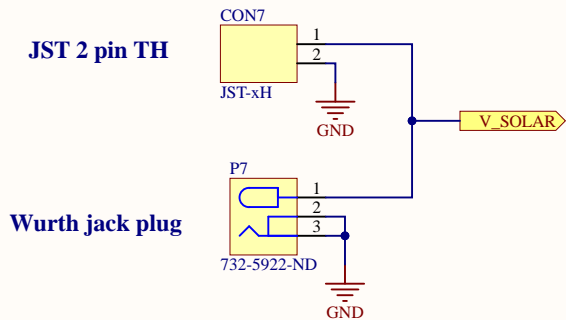 CON7
JST 2 pin TH
1
2
JST-xH
GND
V_SOLAR
P7
Wurth jack plug
1
2
3
732-5922-ND
GND